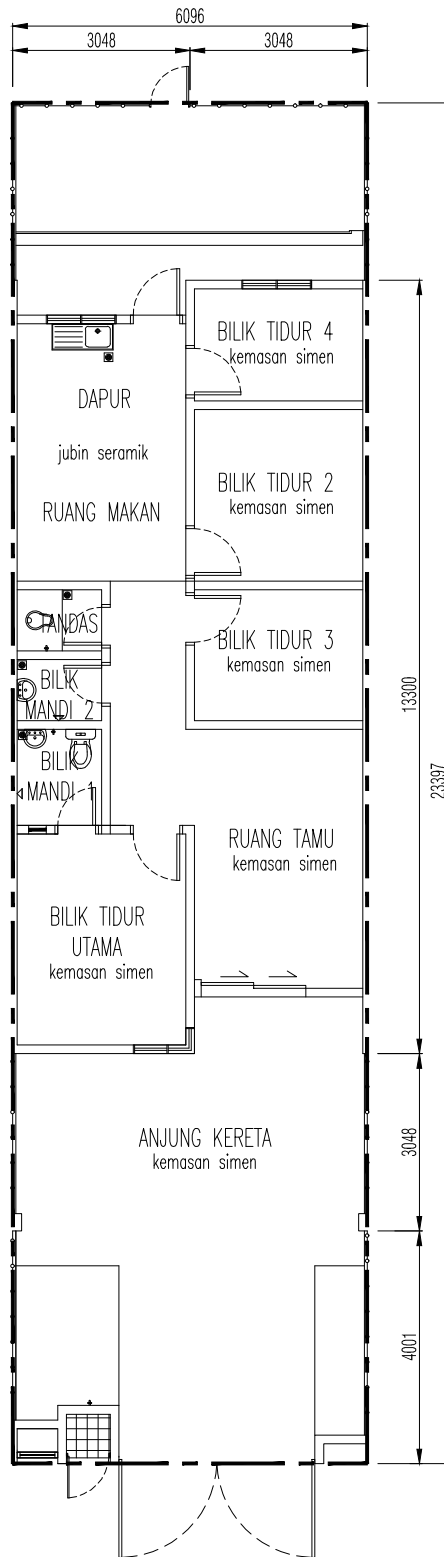 6096
3048 3048
BILIK TIDUR 4
kemasan simen
DAPUR
jubin seramik
RUANG MAKAN
BILIK TIDUR 2
kemasan simen
TANDAS
BILIK TIDUR 3
kemasan simen
BILIK
MANDI 2
BILIK
MANDI 1
13300
23397
RUANG TAMU
kemasan simen
BILIK TIDUR
UTAMA
kemasan simen
ANJUNG KERETA
kemasan simen
3048
4001